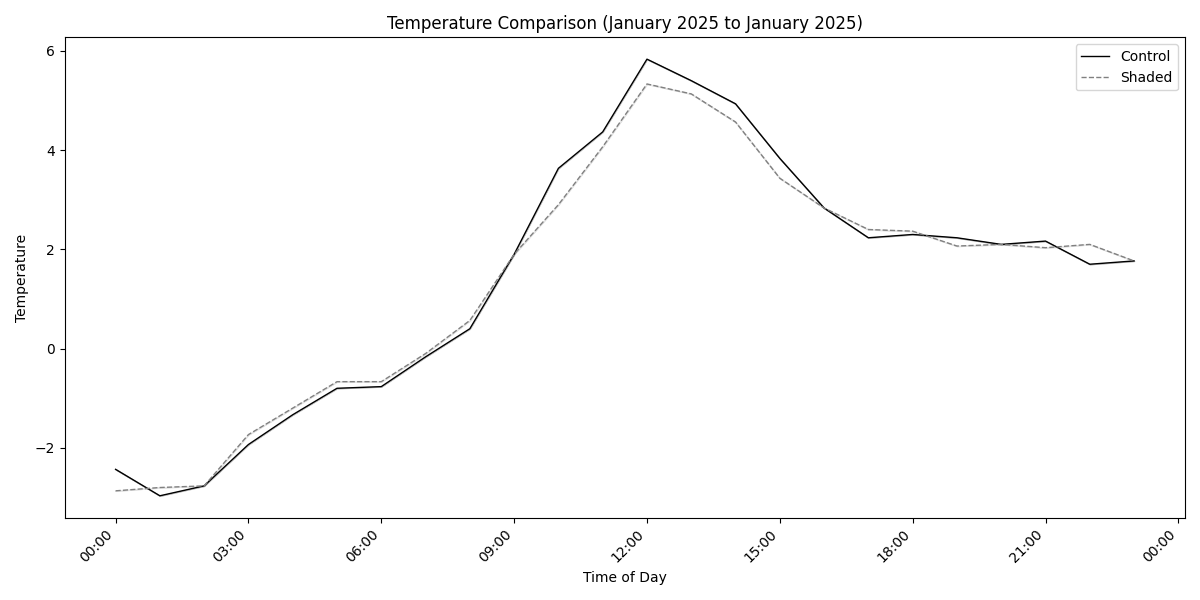 Temperature Comparison (January 2025 to January 2025)
Control
Shaded
Temperature
6
4
2
0
−2
00:00
03:00
06:00
09:00
12:00
15:00
18:00
21:00
00:00
Time of Day